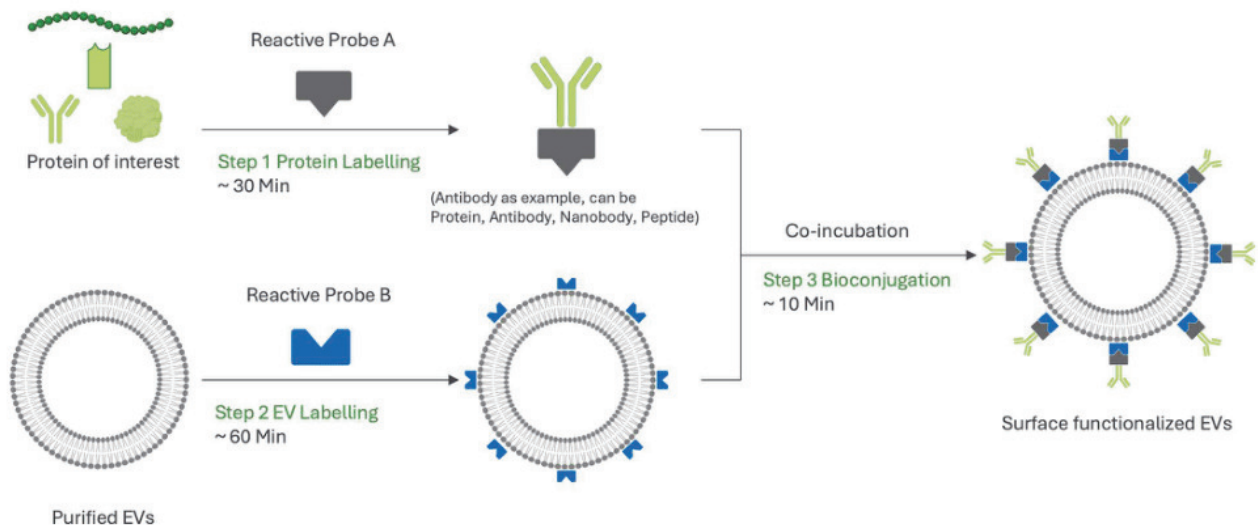 Reactive Probe A
Protein of interest
Step 1 Protein Labelling
~ 30 Min
(Antibody as example, can be
Protein, Antibody, Nanobody, Peptide)
Reactive Probe B
Step 2 EV Labelling
~ 60 Min
Purified EVs
Co-incubation
Step 3 Bioconjugation
~ 10 Min
Surface functionalized EVs